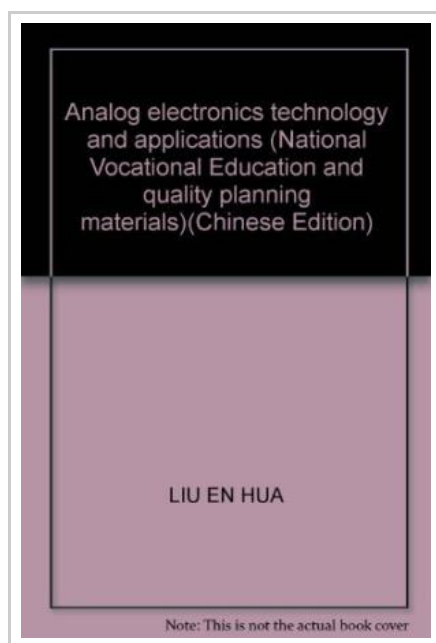 Analog electronics technology
and applications (National
Vocational Education and
quality planning
materials)(Chinese Edition)
LIU EN HUA
Note: This is not the actual book cover